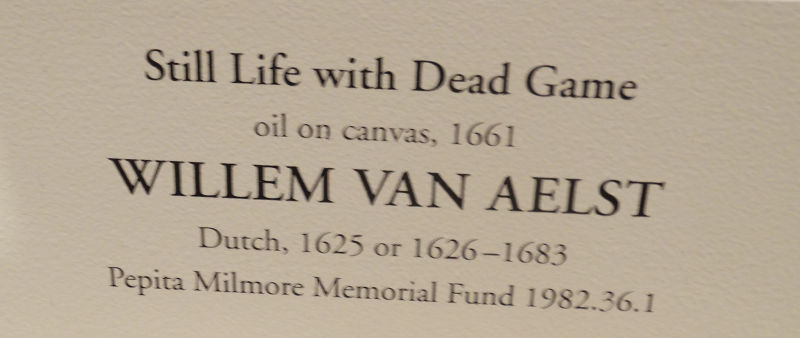 Still Life with Dead Game
oil on canvas, 1661
WILLEM VAN AELST
Dutch, 1625 or 1626–1683
Pepita Milmore Memorial Fund 1982.36.1